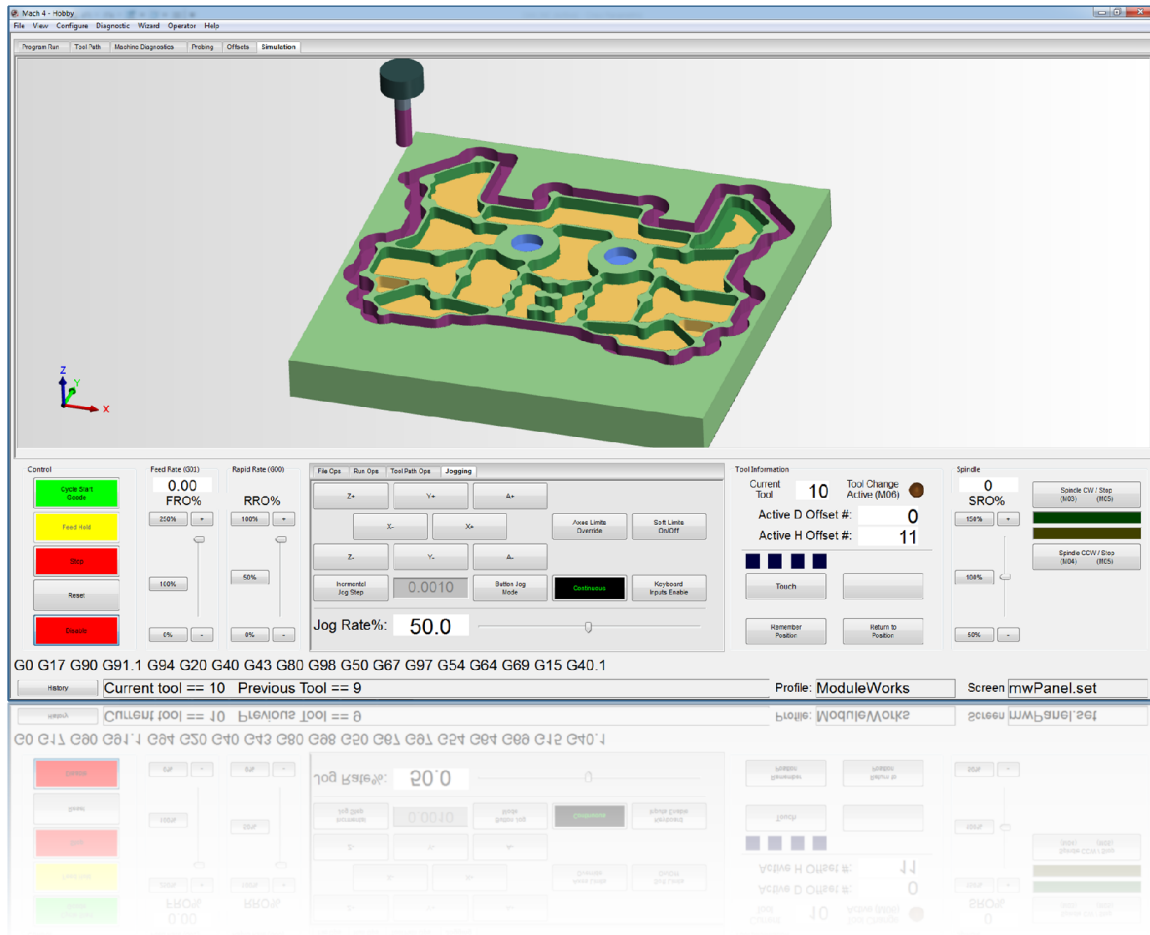 Mach 4 - Hobby
File View Configure Diagnostic Wizard Operator Help
Program Run Tool Path Machine Diagnostics Probing Offsets Simulation
Z
Y
X
Control Feed Rate (G01) Rapid Rate (G00) File Ops Run Ops Tool Path Ops Jogging Tool Information Spindle
Cycle Start
Gcode
Feed Hold
Stop
Reset
Disable
0.00
FRO%
250% +
100%
0% -
RRO%
100% +
50%
0% -
Z+ Y+ A+
X- X+ Axes Limits Override Soft Limits On/Off
Z- Y- A-
Incremental Jog Step 0.0010 Button Jog Mode Continuous Keyboard Inputs Enable
Jog Rate%: 50.0
Current Tool 10 Tool Change Active (M06)
Active D Offset #: 0
Active H Offset #: 11
Touch
Remember Position Return to Position
0
SRO%
150% +
100%
50% -
Spindle CW / Stop
(M03) (M05)
Spindle CCW / Stop
(M04) (M05)
G0 G17 G90 G91.1 G94 G20 G40 G43 G80 G98 G50 G67 G97 G54 G64 G69 G15 G40.1
History Current tool == 10 Previous Tool == 9 Profile: ModuleWorks Screen mwPanel.set